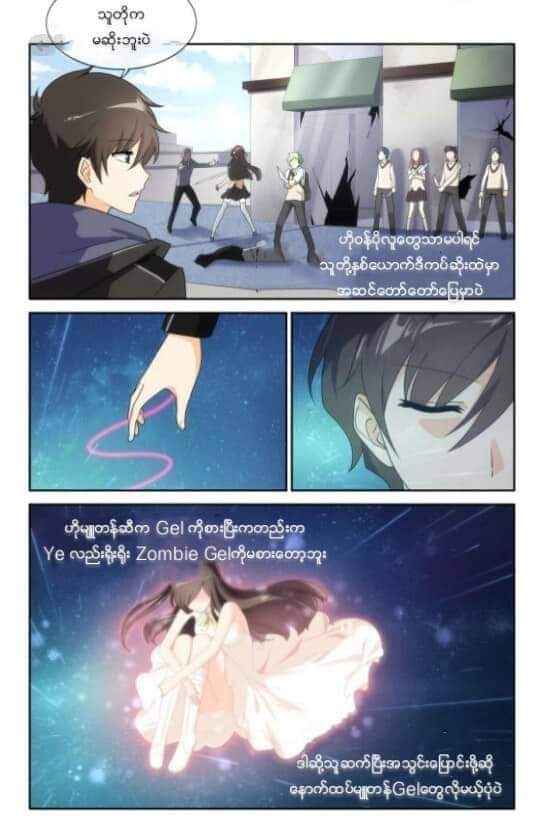 သူတို့က
မဆိုးဘူးပဲ
ဟိုဝန်ပိုလူတွေသာမပါရင်
သူတို့နှစ်ယောက်ဒီကပ်ဆိုးထဲမှာ
အဆင်တော်တော်ပြေမှာပဲ
ဟိုမျူတန်ဆီက Gel ကိုစားပြီးကတည်းက
Ye လည်းရိုးရိုး Zombie Gelကိုမစားတော့ဘူး
ဒါဆိုသူဆက်ပြီးအသွင်းပြောင်းဖို့ဆို
နောက်ထပ်မျူတန်Gelတွေလိုမယ့်ပုံပဲ